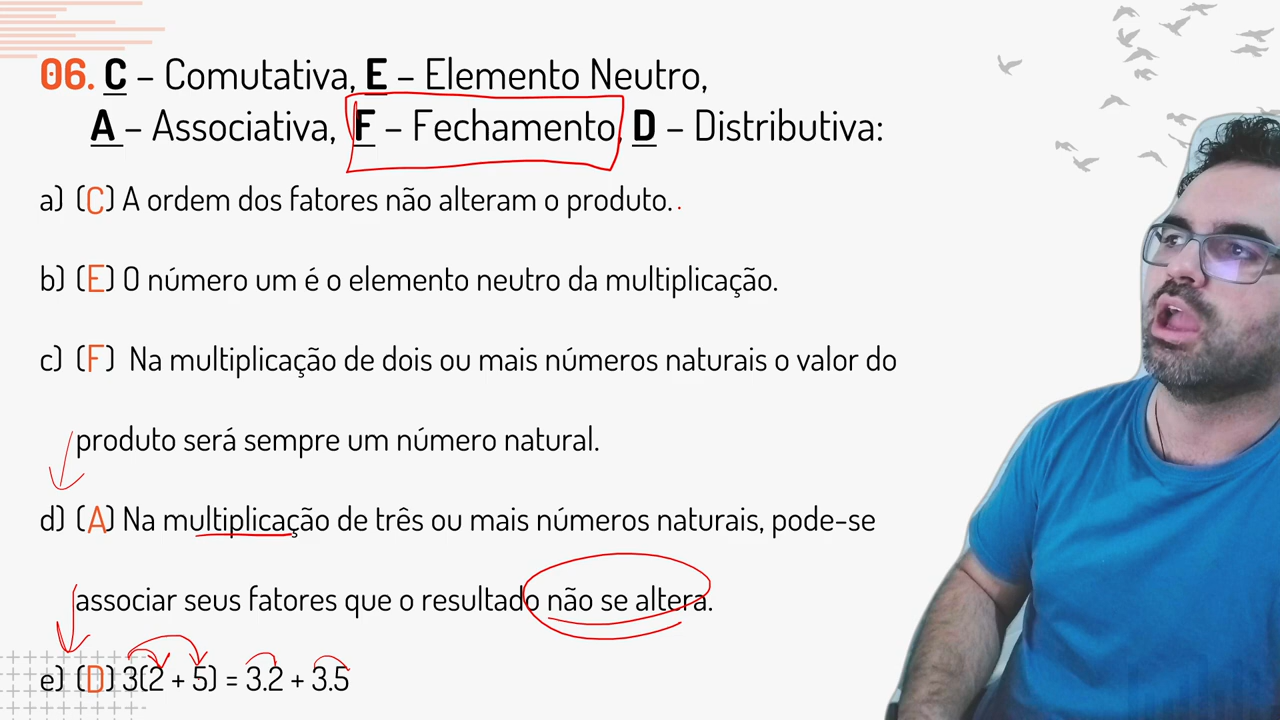 06. C – Comutativa, E – Elemento Neutro,
A – Associativa, F – Fechamento, D – Distributiva:
a) (C) A ordem dos fatores não alteram o produto..
b) (E) O número um é o elemento neutro da multiplicação.
c) (F) Na multiplicação de dois ou mais números naturais o valor do
produto será sempre um número natural.
d) (A) Na multiplicação de três ou mais números naturais, pode-se
associar seus fatores que o resultado não se altera.
e) (D) 3(2 + 5) = 3.2 + 3.5